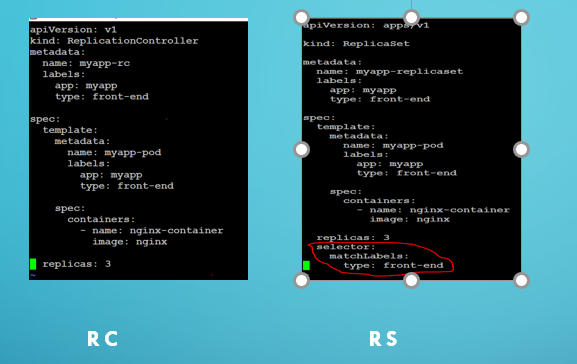 apiVersion: v1
kind: ReplicationController
metadata:
  name: myapp-rc
  labels:
    app: myapp
    type: front-end
spec:
  template:
    metadata:
      name: myapp-pod
      labels:
        app: myapp
        type: front-end
    spec:
      containers:
        - name: nginx-container
          image: nginx
  replicas: 3
~
RC
apiVersion: apps/v1
kind: ReplicaSet
metadata:
  name: myapp-replicaset
  labels:
    app: myapp
    type: front-end
spec:
  template:
    metadata:
      name: myapp-pod
      labels:
        app: myapp
        type: front-end
    spec:
      containers:
        - name: nginx-container
          image: nginx
  replicas: 3
  selector:
    matchLabels:
      type: front-end
RS